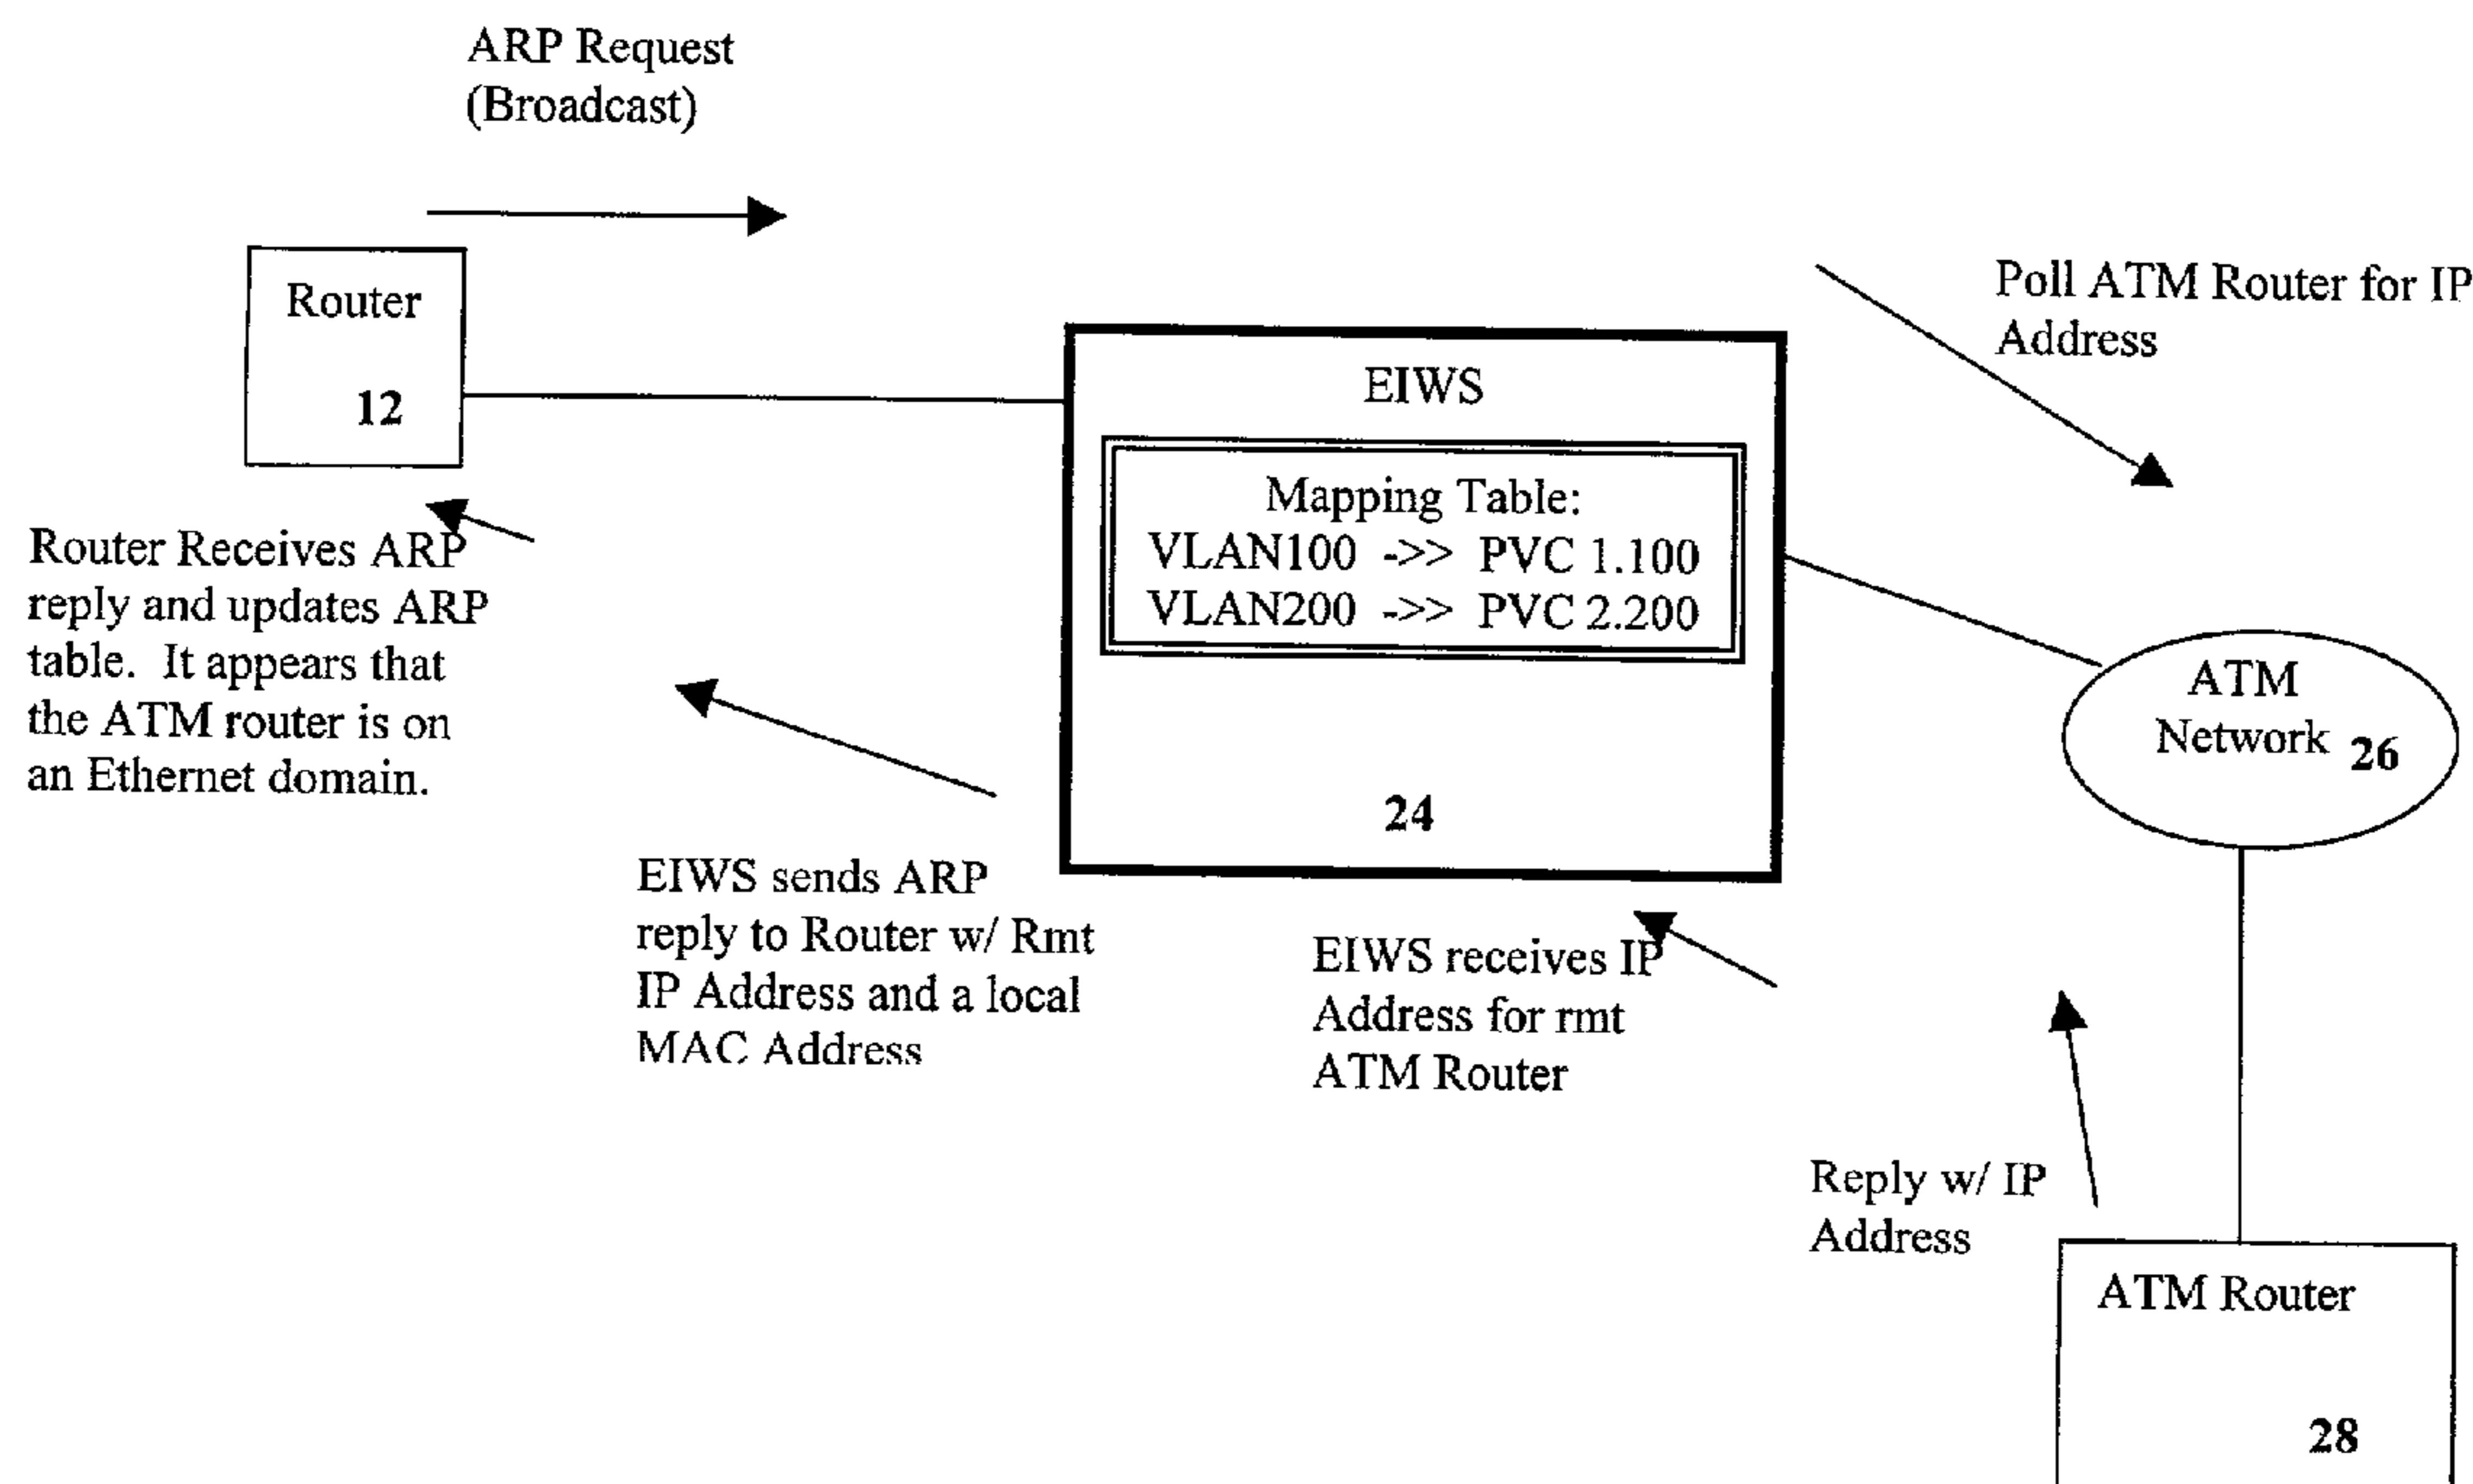 ARP Request
(Broadcast)
Router
12
Poll ATM Router for IP
Address
EIWS
Mapping Table:
VLAN100 ->> PVC 1.100
VLAN200 ->> PVC 2.200
24
Router Receives ARP
reply and updates ARP
table. It appears that
the ATM router is on
an Ethernet domain.
ATM
Network 26
EIWS sends ARP
reply to Router w/ Rmt
IP Address and a local
MAC Address
EIWS receives IP
Address for rmt
ATM Router
Reply w/ IP
Address
ATM Router
28